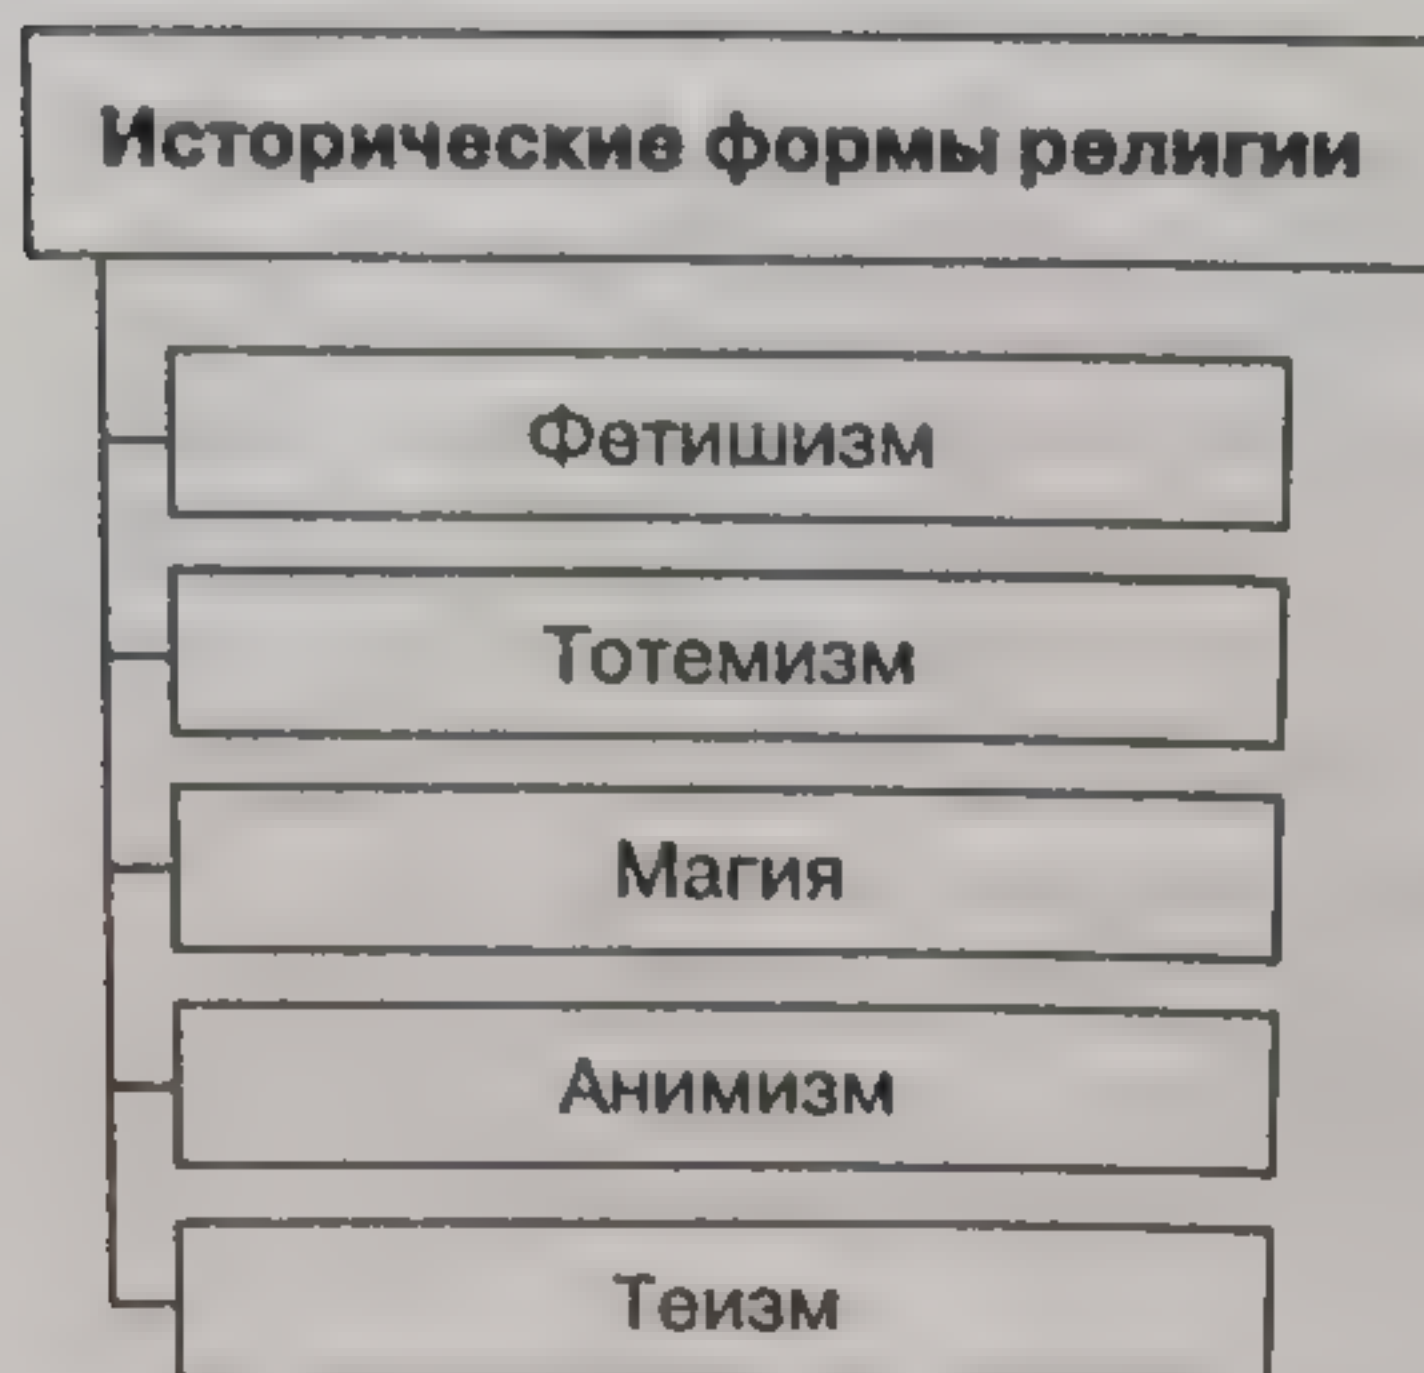 Исторические формы религии
Фетишизм
Тотемизм
Магия
Анимизм
Теизм